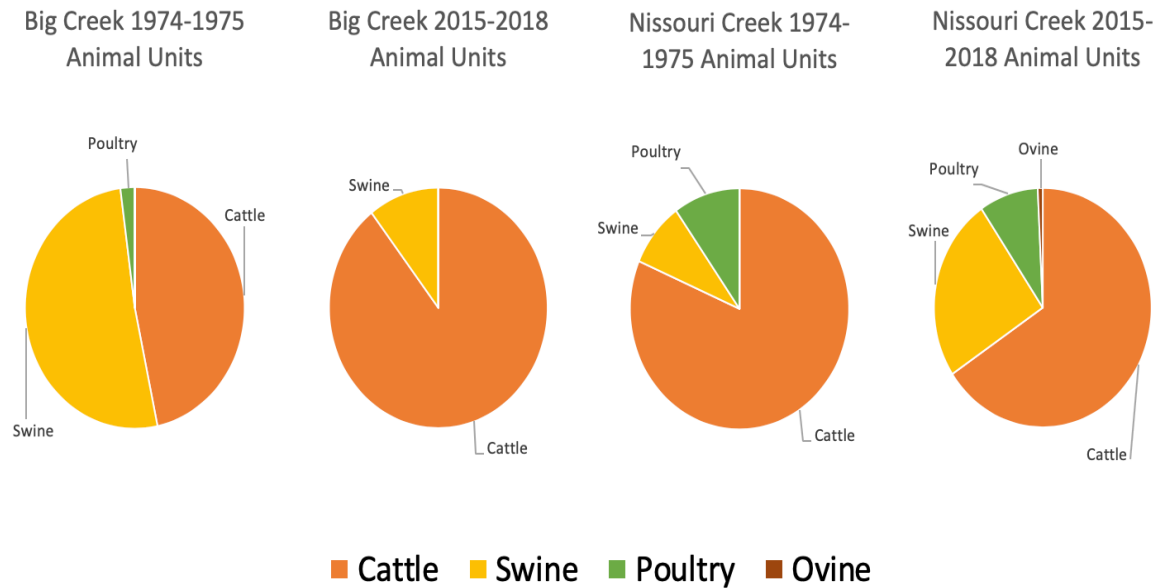 Big Creek 1974-1975
Animal Units
Big Creek 2015-2018
Animal Units
Nissouri Creek 1974-
1975 Animal Units
Nissouri Creek 2015-
2018 Animal Units
Poultry
Cattle
Swine
Swine
Cattle
Poultry
Swine
Cattle
Ovine
Poultry
Swine
Cattle
Cattle Swine Poultry Ovine